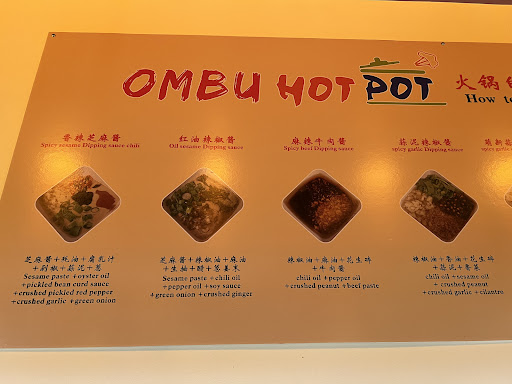 OMBU HOT POT
火锅
How to
香辣芝麻酱
Spicy sesame Dipping sauce chili
红油辣椒酱
Oil sesame Dipping sauce
麻辣牛肉酱
Spicy beef Dipping sauce
蒜泥辣椒酱
spicy garlic Dipping sauce
芝麻酱+蚝油+腐乳汁
+剁椒+蒜泥+葱
Sesame paste +oyster oil
+pickled bean curd sauce
+crushed pickled red pepper
+crushed garlic +green onion
芝麻酱+辣椒油+麻油
+生抽+醋+葱姜末
Sesame paste +chili oil
+pepper oil +soy sauce
+green onion +crushed ginger
辣椒油+麻油+花生碎
+牛肉酱
chili oil +pepper oil
+crushed peanut +beef paste
辣椒油+香油+花生碎
+蒜泥+香菜
chili oil +sesame oil
+ crushed peanut
+crushed garlic +cilantro